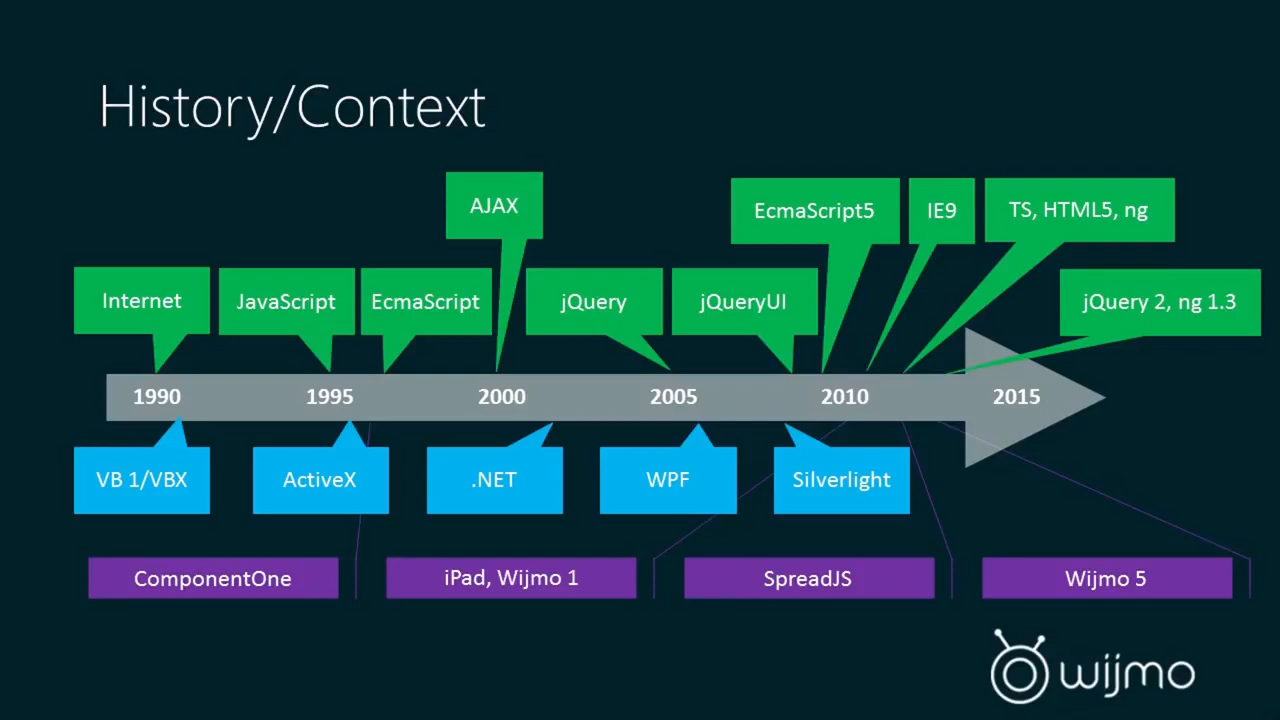 History/Context
AJAX
EcmaScript5
IE9
TS, HTML5, ng
Internet
JavaScript
EcmaScript
jQuery
jQueryUI
jQuery 2, ng 1.3
1990
1995
2000
2005
2010
2015
VB 1/VBX
ActiveX
.NET
WPF
Silverlight
ComponentOne
iPad, Wijmo 1
SpreadJS
Wijmo 5
wijmo